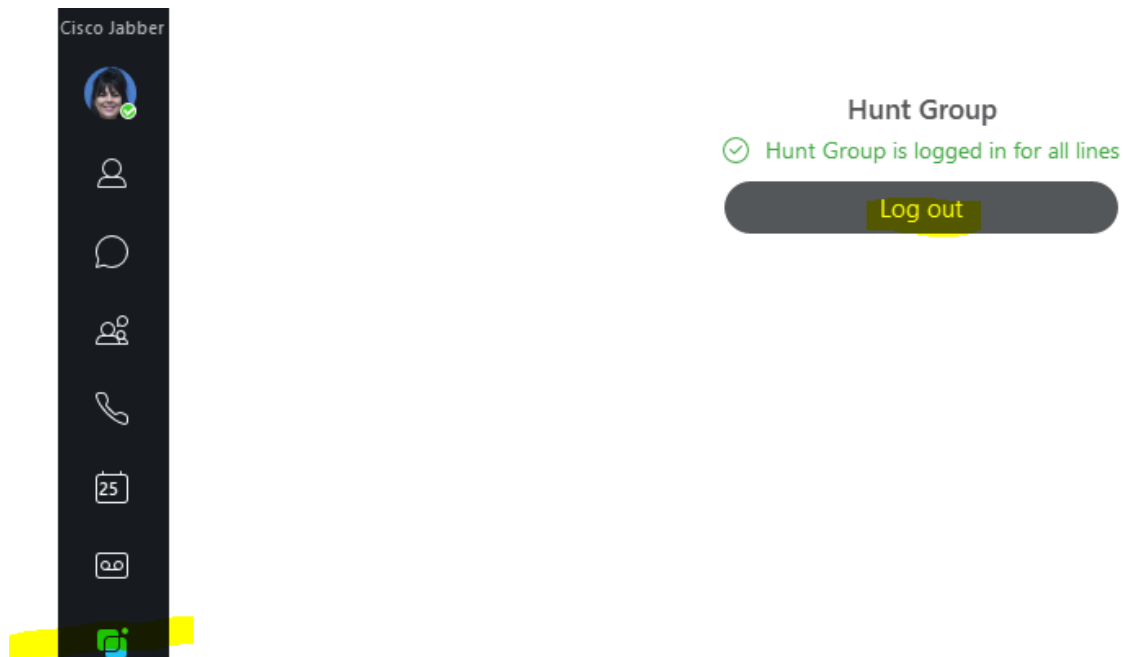 Cisco Jabber
Hunt Group
Hunt Group is logged in for all lines
Log out
25